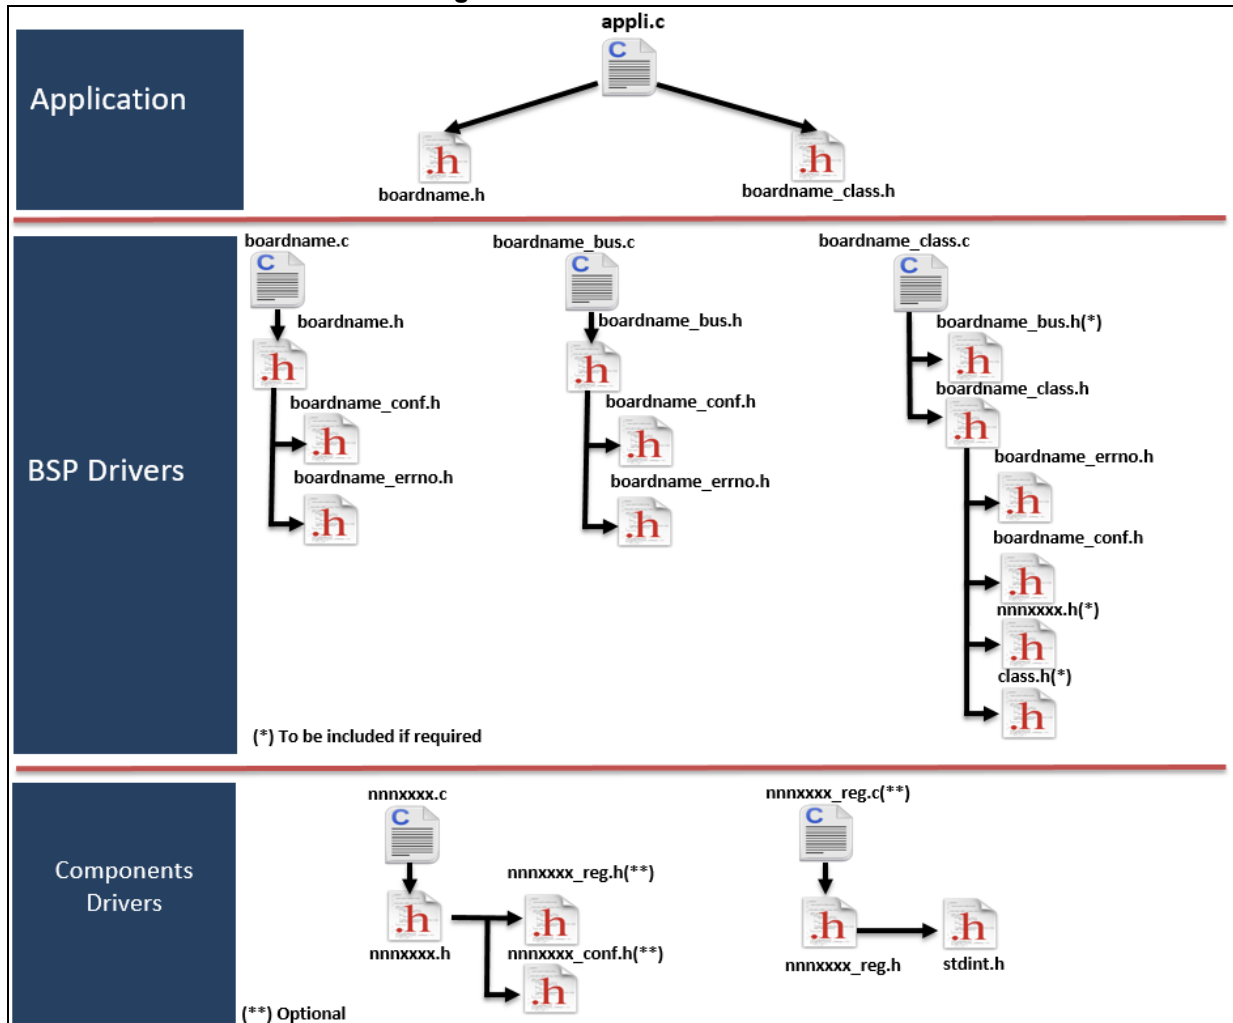 appli.c
C
Application
.h
.h
boardname.h
boardname_class.h
boardname.c
boardname_bus.c
boardname_class.c
C
C
C
boardname.h
boardname_bus.h
boardname_bus.h(*)
.h
.h
.h
boardname_class.h
boardname_conf.h
boardname_conf.h
.h
.h
.h
BSP Drivers
boardname_errno.h
boardname_errno.h
boardname_errno.h
.h
.h
.h
boardname_conf.h
.h
nnnxxxx.h(*)
.h
class.h(*)
.h
(*) To be included if required
nnnxxxx.c
nnnxxxx_reg.c(**)
C
C
Components
Drivers
nnnxxxx_reg.h(**)
.h
.h
.h
.h
nnnxxxx.h
nnnxxxx_conf.h(**)
nnnxxxx_reg.h
stdint.h
.h
(**) Optional